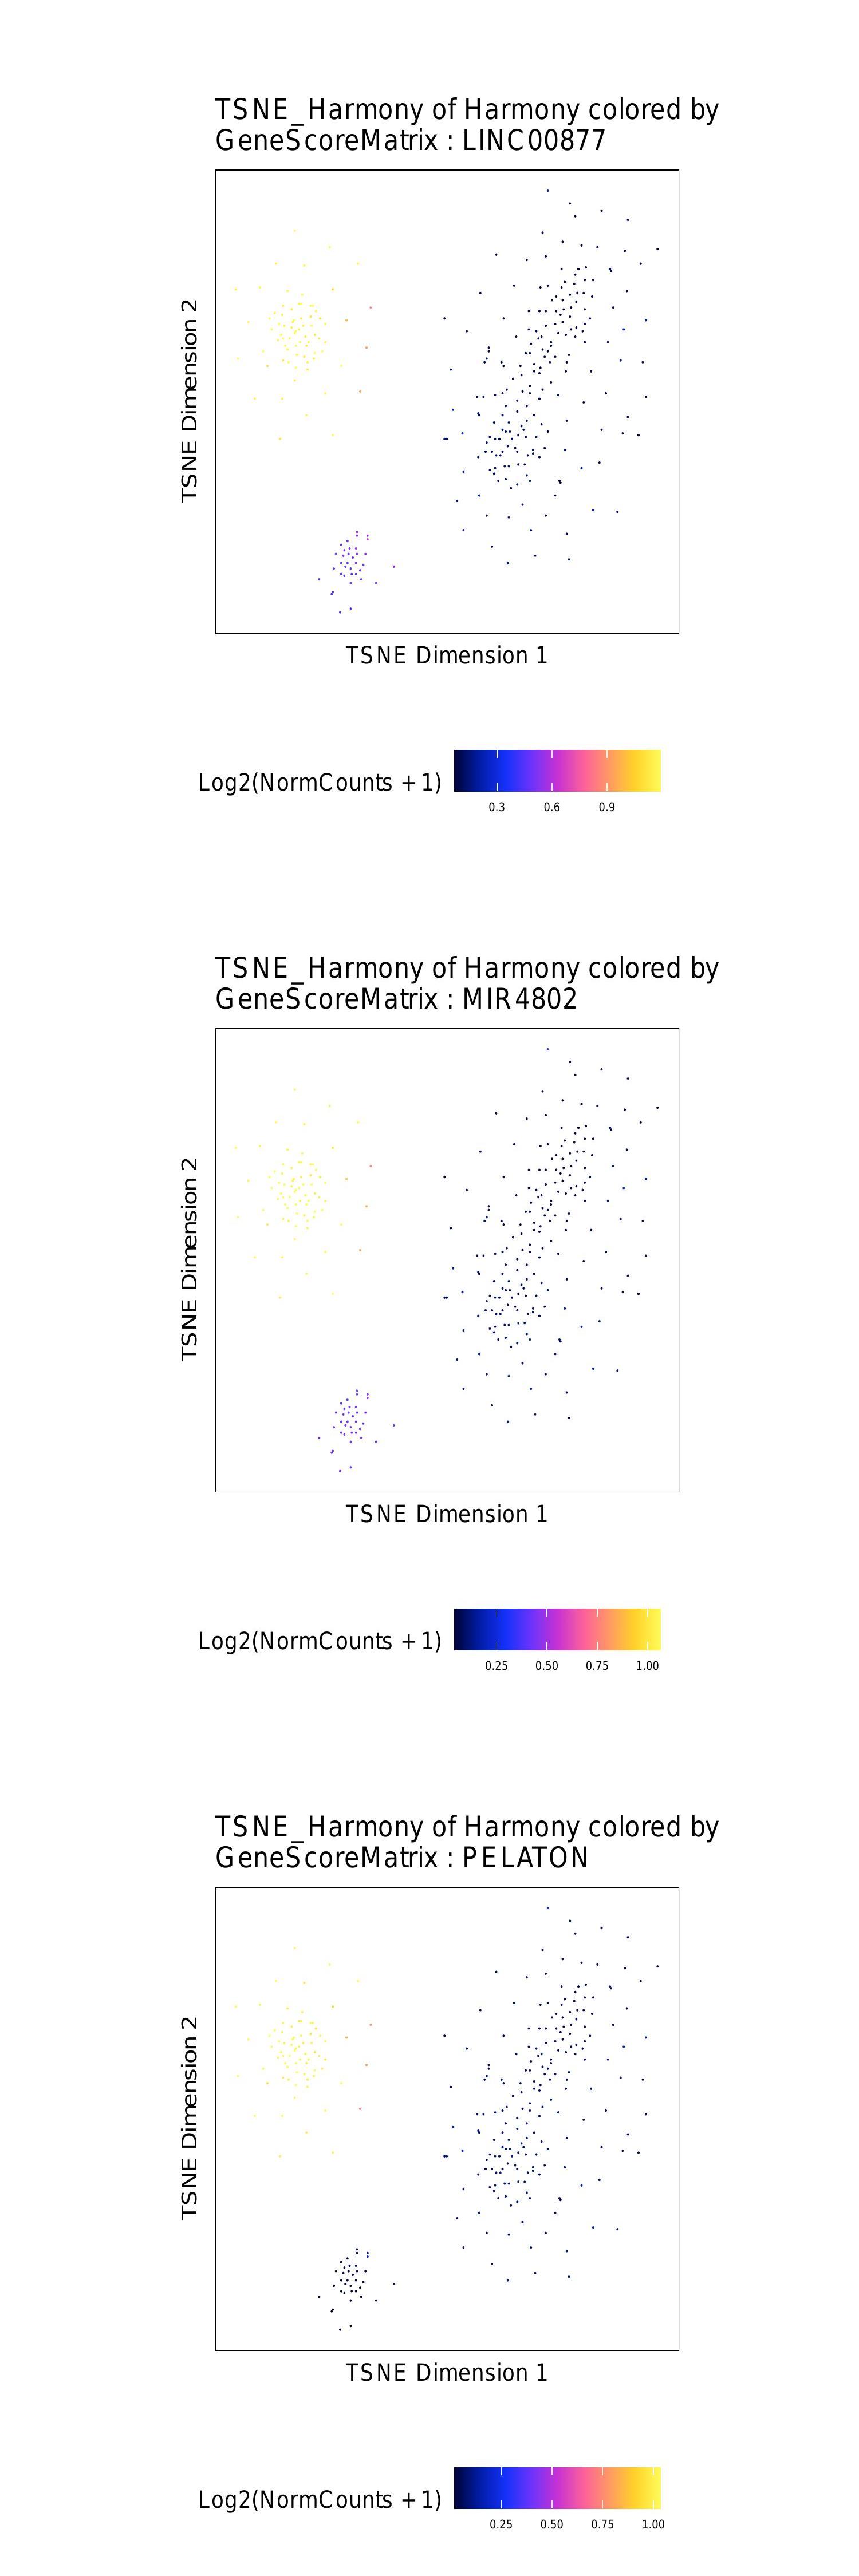 TSNE_Harmony of Harmony colored by
GeneScoreMatrix : LINC00877
TSNE Dimension 2
TSNE Dimension 1
Log2(NormCounts + 1)
0.3 0.6 0.9
TSNE_Harmony of Harmony colored by
GeneScoreMatrix : MIR4802
TSNE Dimension 2
TSNE Dimension 1
Log2(NormCounts + 1)
0.25 0.50 0.75 1.00
TSNE_Harmony of Harmony colored by
GeneScoreMatrix : PELATON
TSNE Dimension 2
TSNE Dimension 1
Log2(NormCounts + 1)
0.25 0.50 0.75 1.00